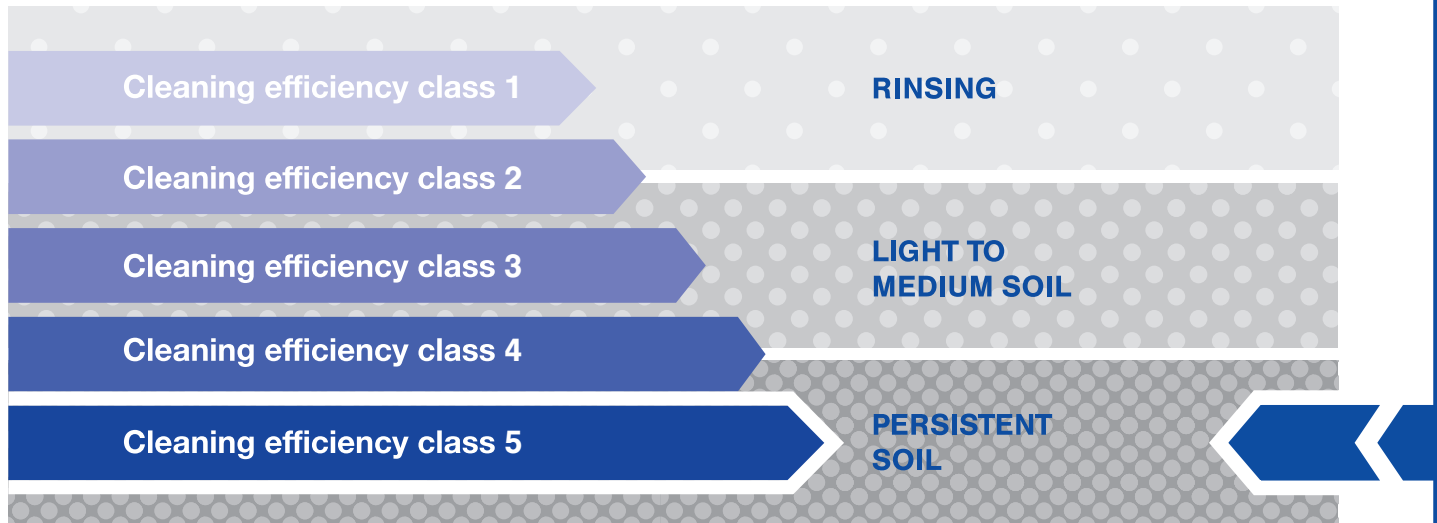 Cleaning efficiency class 1
RINSING
Cleaning efficiency class 2
Cleaning efficiency class 3
LIGHT TO
MEDIUM SOIL
Cleaning efficiency class 4
Cleaning efficiency class 5
PERSISTENT
SOIL